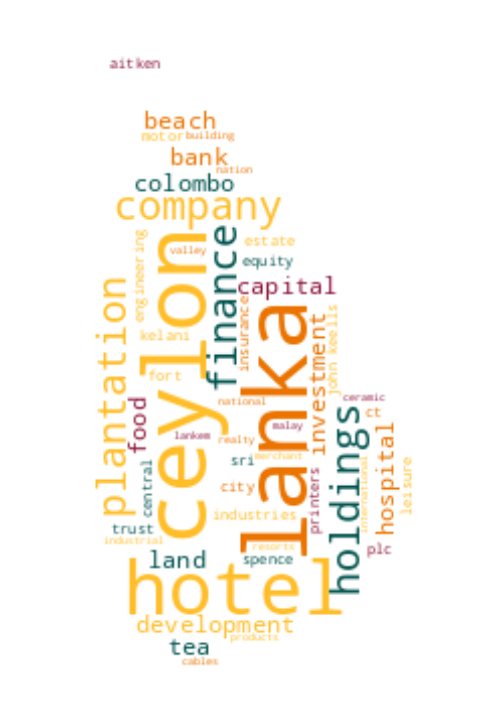 aitken
beach
motor
building
bank
nation
colombo
company
ceylon
valley
engineering
finance
estate
equity
capital
plantation
lanka
insurance
investment
john keells
kelani
fort
food
national
ceramic
holdings
ct
malay
lankem
realty
merchant
hospital
sri
central
city
international
leisure
printers
industries
trust
industrial
resorts
plc
land
spence
hotel
development
products
tea
cables